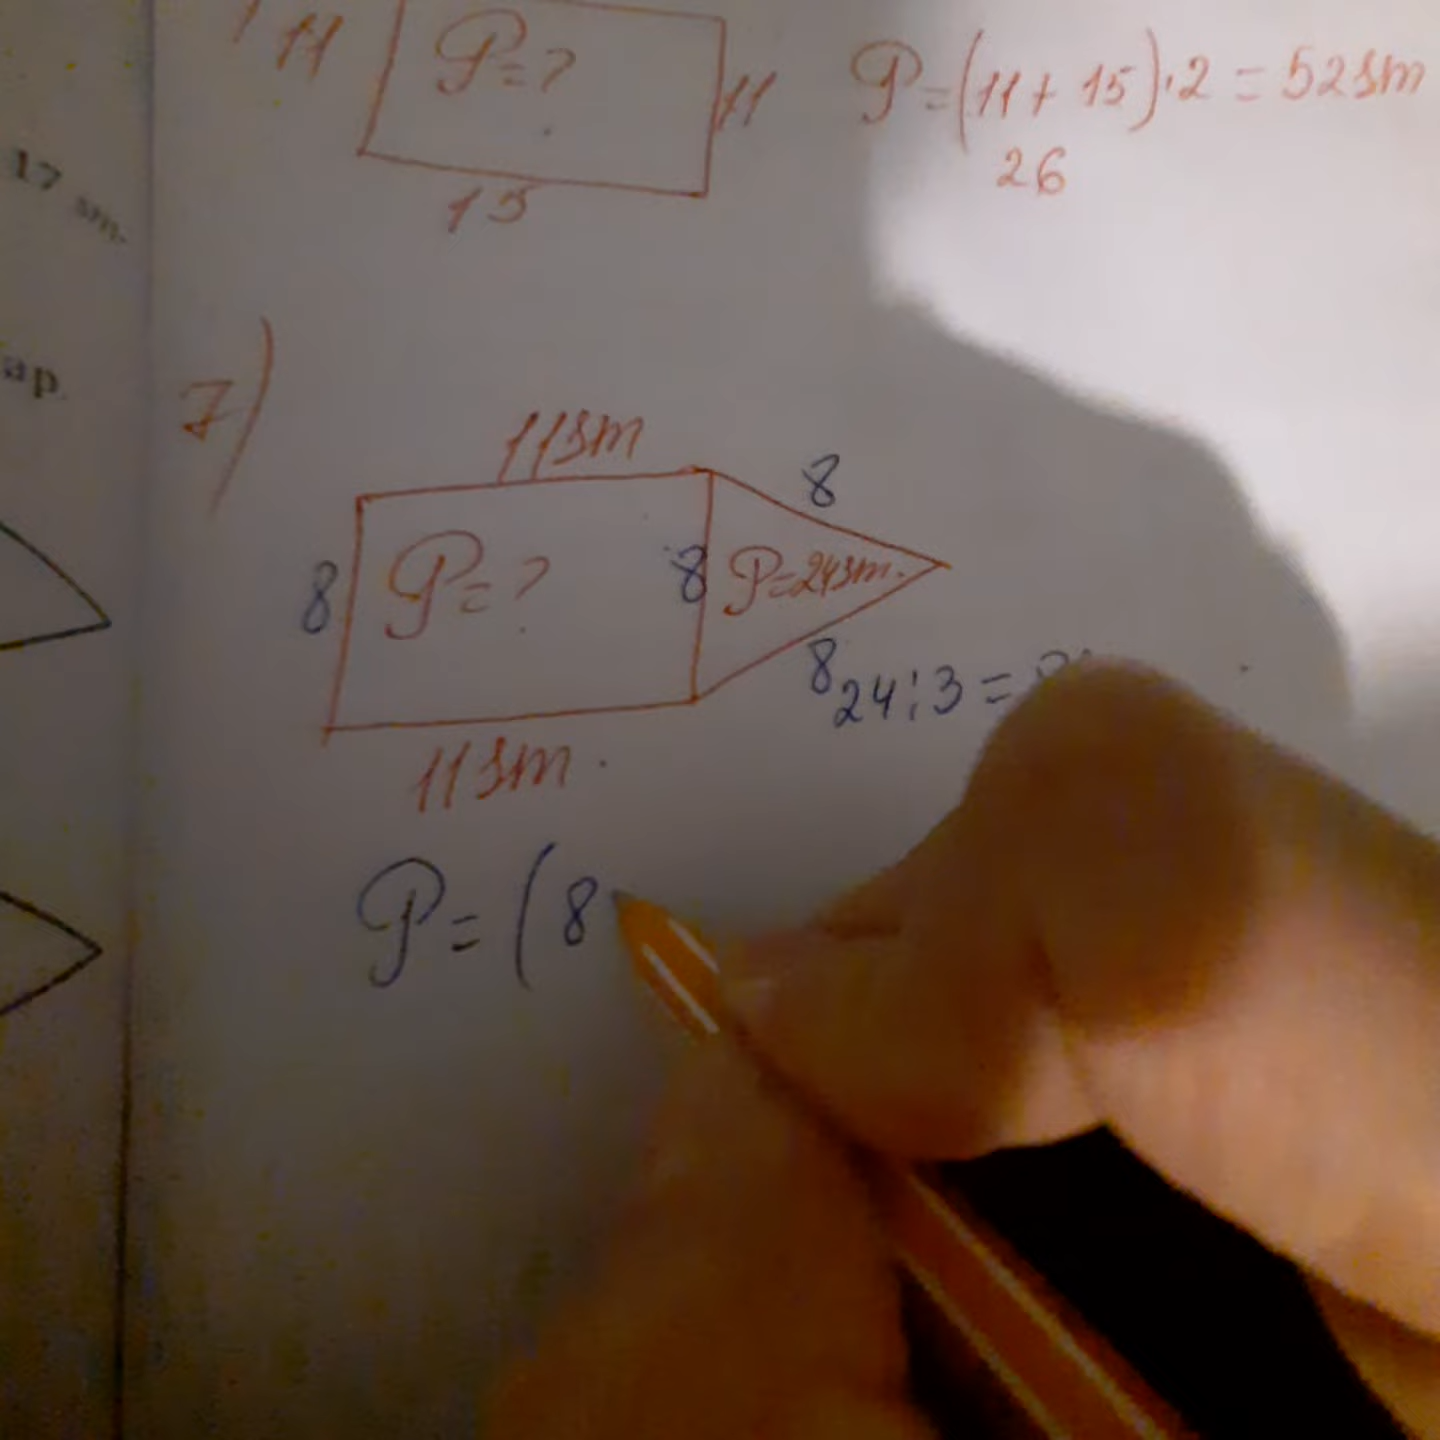 11
P=?
11
P=(11+15)·2=52sm
26
15
17 sm.
ap.
7)
11sm
8
8
P=?
8
P=24sm.
8
24:3=
11sm.
P=(8